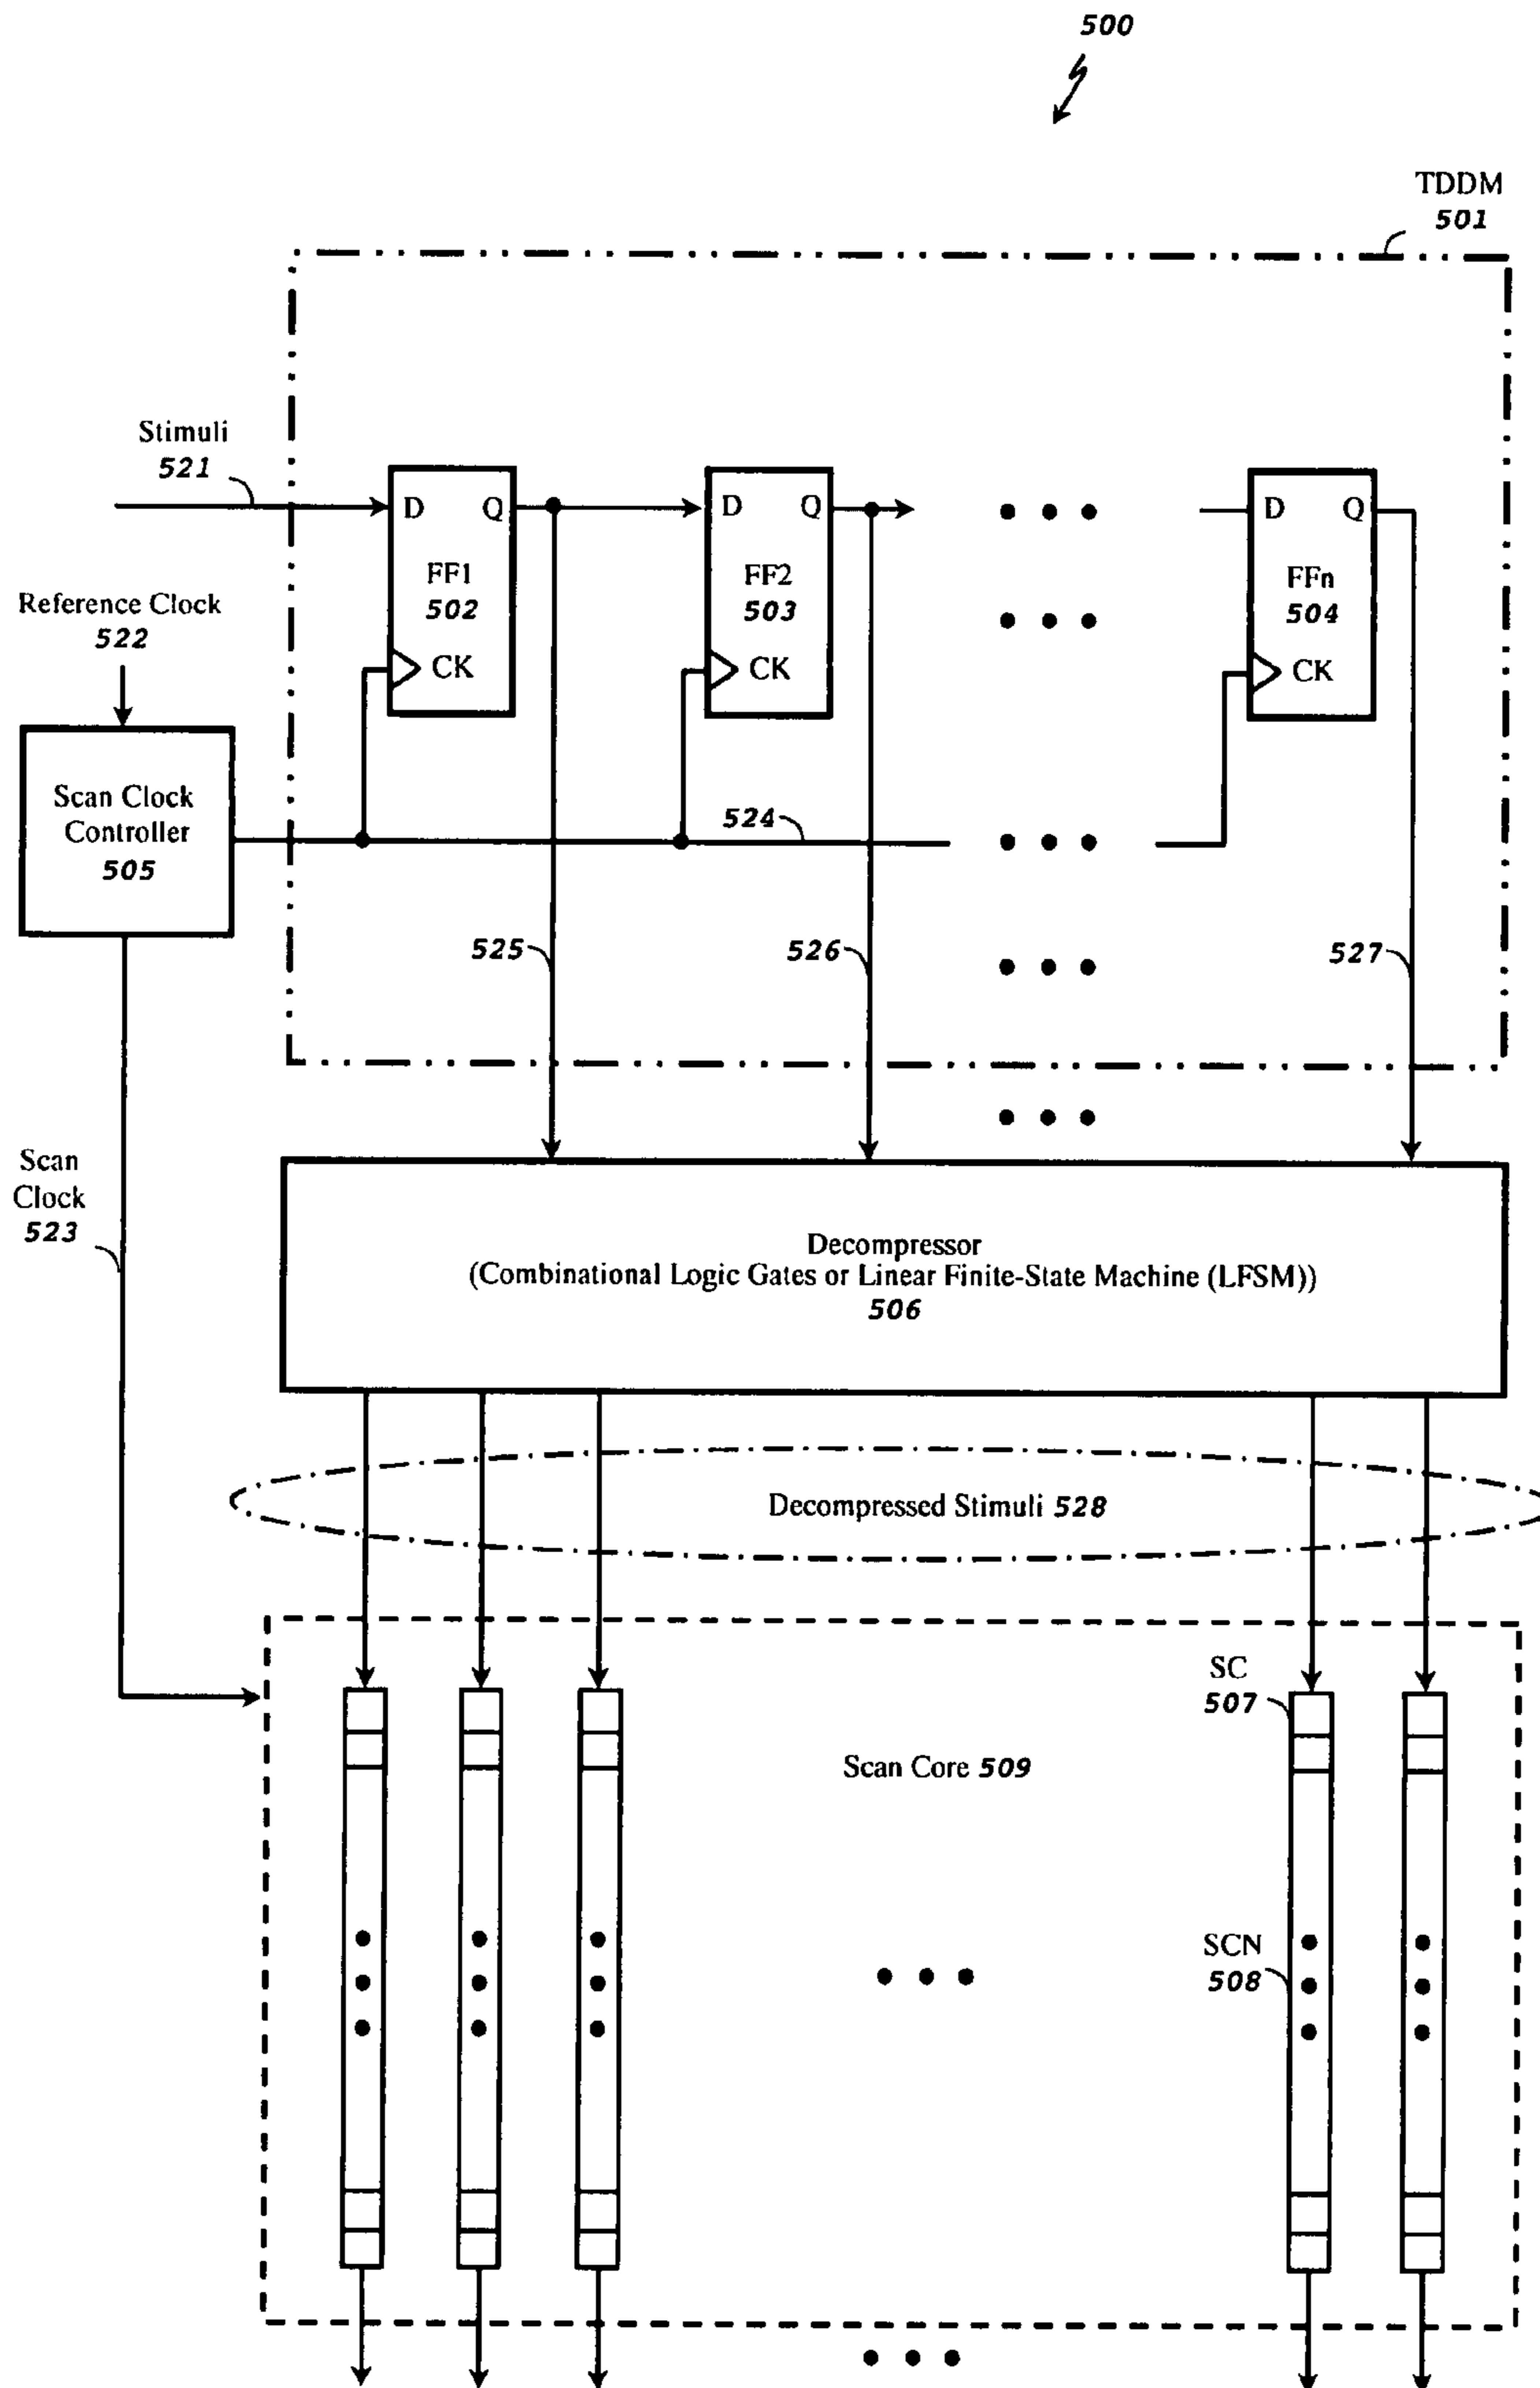 500
TDDM
501
Stimuli
521
D Q
FF1
502
CK
D Q
FF2
503
CK
D Q
FFn
504
CK
Reference Clock
522
Scan Clock
Controller
505
524
525
526
527
Scan
Clock
523
Decompressor
(Combinational Logic Gates or Linear Finite-State Machine (LFSM))
506
Decompressed Stimuli 528
SC
507
Scan Core 509
SCN
508